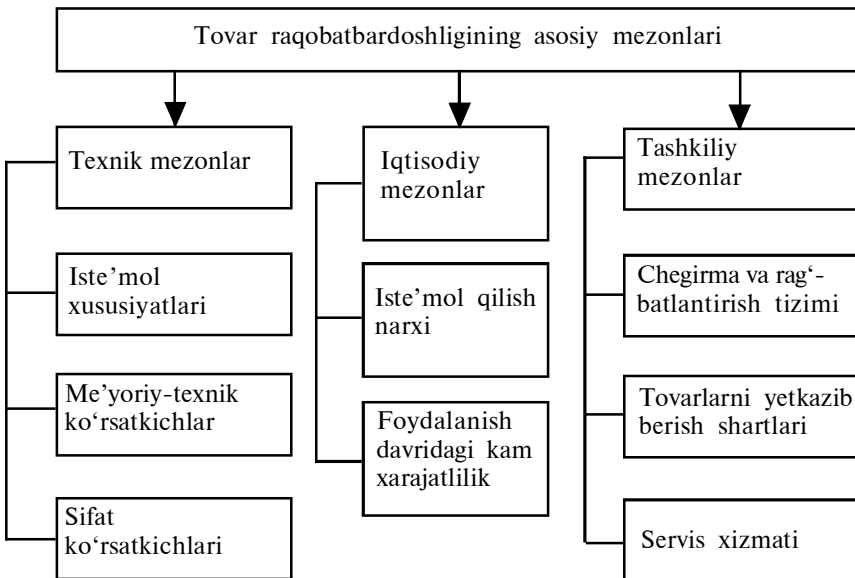 Tovar raqobatbardoshligining asosiy mezonlari
Texnik mezonlar
Iste’mol
xususiyatlari
Me’yoriy-texnik
ko‘rsatkichlar
Sifat
ko‘rsatkichlari
Iqtisodiy
mezonlar
Iste’mol qilish
narxi
Foydalanish
davridagi kam
xarajatlilik
Tashkiliy
mezonlar
Chegirma va rag‘-
batlantirish tizimi
Tovarlarni yetkazib
berish shartlari
Servis xizmati